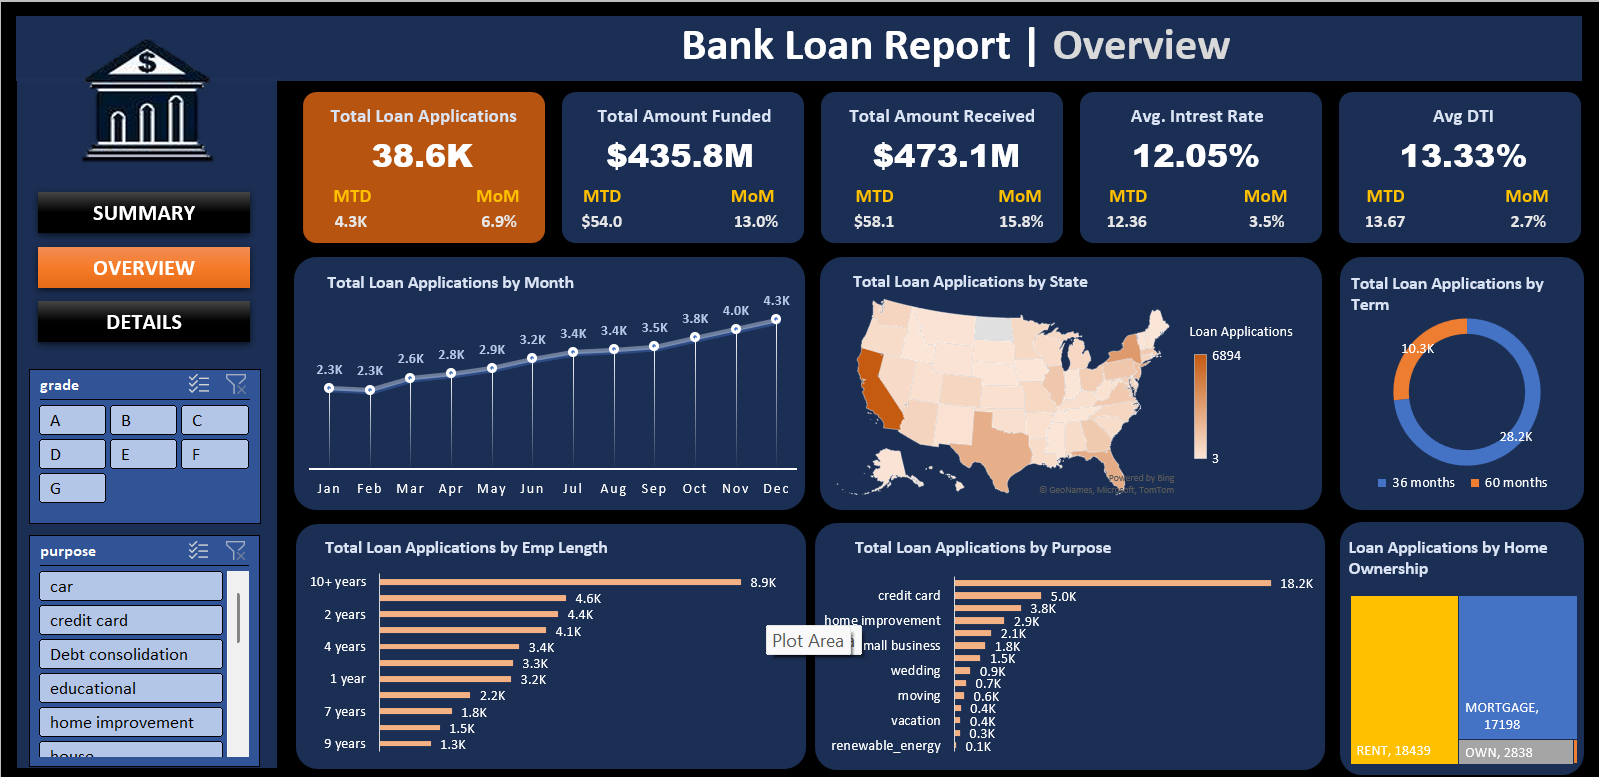 Bank Loan Report | Overview
$
SUMMARY
OVERVIEW
DETAILS
grade
A B C
D E F
G
purpose
car
credit card
Debt consolidation
educational
home improvement
house
Total Loan Applications
38.6K
MTD MoM
4.3K 6.9%
Total Amount Funded
$435.8M
MTD MoM
$54.0 13.0%
Total Amount Received
$473.1M
MTD MoM
$58.1 15.8%
Avg. Intrest Rate
12.05%
MTD MoM
12.36 3.5%
Avg DTI
13.33%
MTD MoM
13.67 2.7%
Total Loan Applications by Month
2.3K 2.3K 2.6K 2.8K 2.9K 3.2K 3.4K 3.4K 3.5K 3.8K 4.0K 4.3K
Jan Feb Mar Apr May Jun Jul Aug Sep Oct Nov Dec
Total Loan Applications by State
Loan Applications
6894
3
Powered by Bing
© GeoNames, Microsoft, TomTom
Total Loan Applications by
Term
10.3K
28.2K
36 months 60 months
Total Loan Applications by Emp Length
10+ years 8.9K
4.6K
2 years 4.4K
4.1K
4 years 3.4K
3.3K
1 year 3.2K
2.2K
7 years 1.8K
1.5K
9 years 1.3K
Plot Area
Total Loan Applications by Purpose
18.2K
credit card 5.0K
3.8K
home improvement 2.9K
2.1K
mall business 1.8K
1.5K
wedding 0.9K
0.7K
moving 0.6K
0.4K
vacation 0.4K
0.3K
renewable_energy 0.1K
Loan Applications by Home
Ownership
RENT, 18439
MORTGAGE,
17198
OWN, 2838